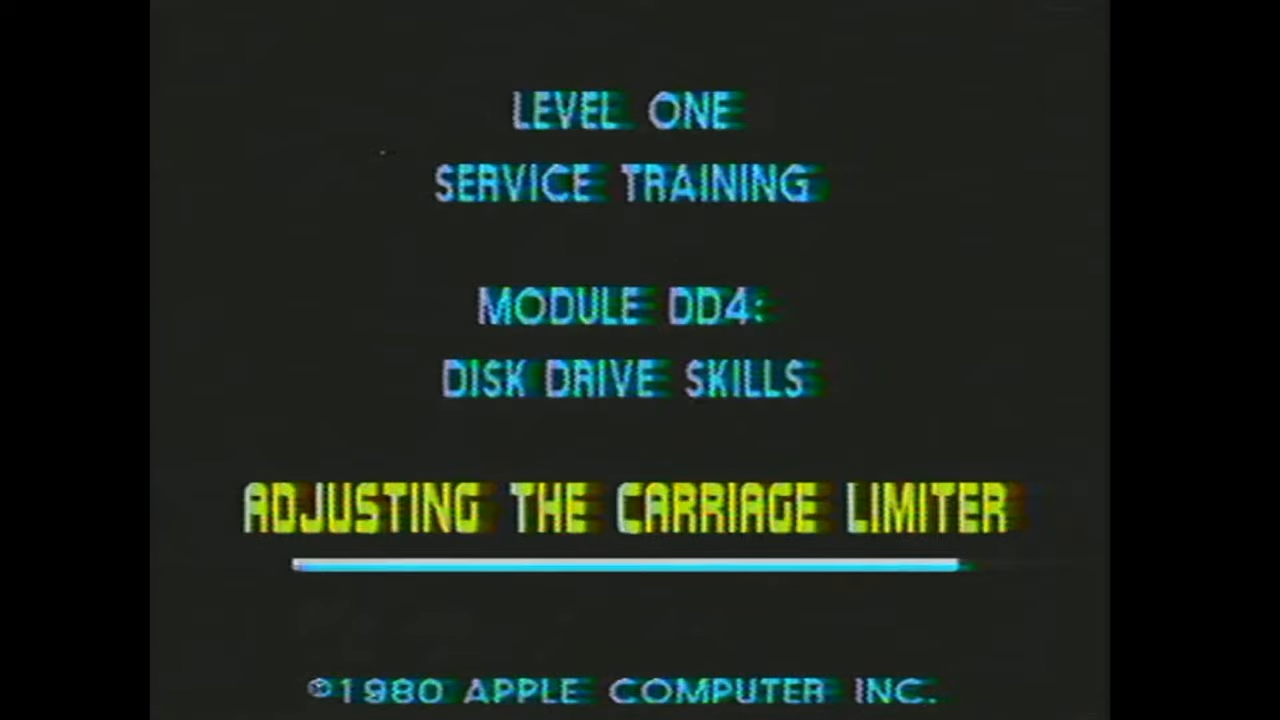 LEVEL ONE
SERVICE TRAINING
MODULE DD4:
DISK DRIVE SKILLS
ADJUSTING THE CARRIAGE LIMITER
©1980 APPLE COMPUTER INC.